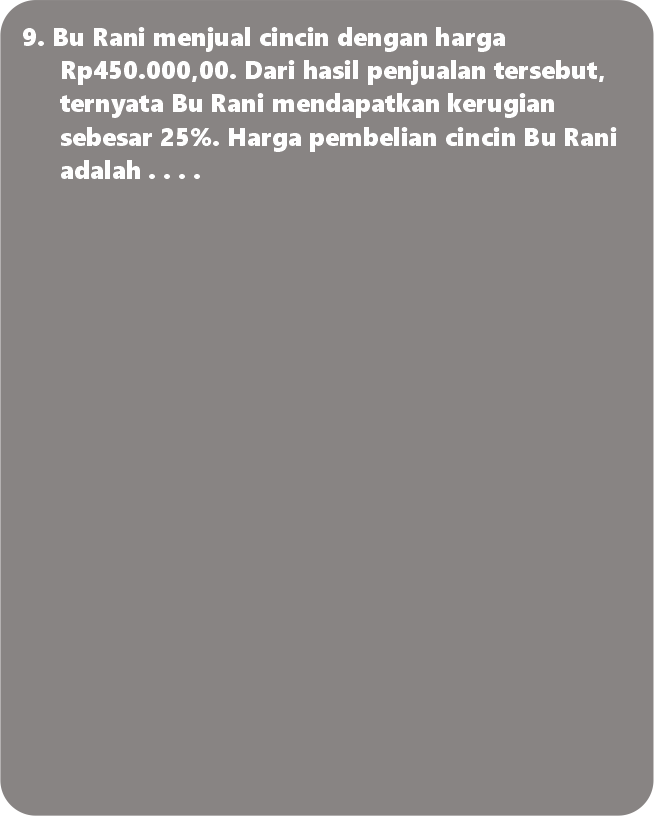 9. Bu Rani menjual cincin dengan harga
Rp450.000,00. Dari hasil penjualan tersebut,
ternyata Bu Rani mendapatkan kerugian
sebesar 25%. Harga pembelian cincin Bu Rani
adalah . . . .